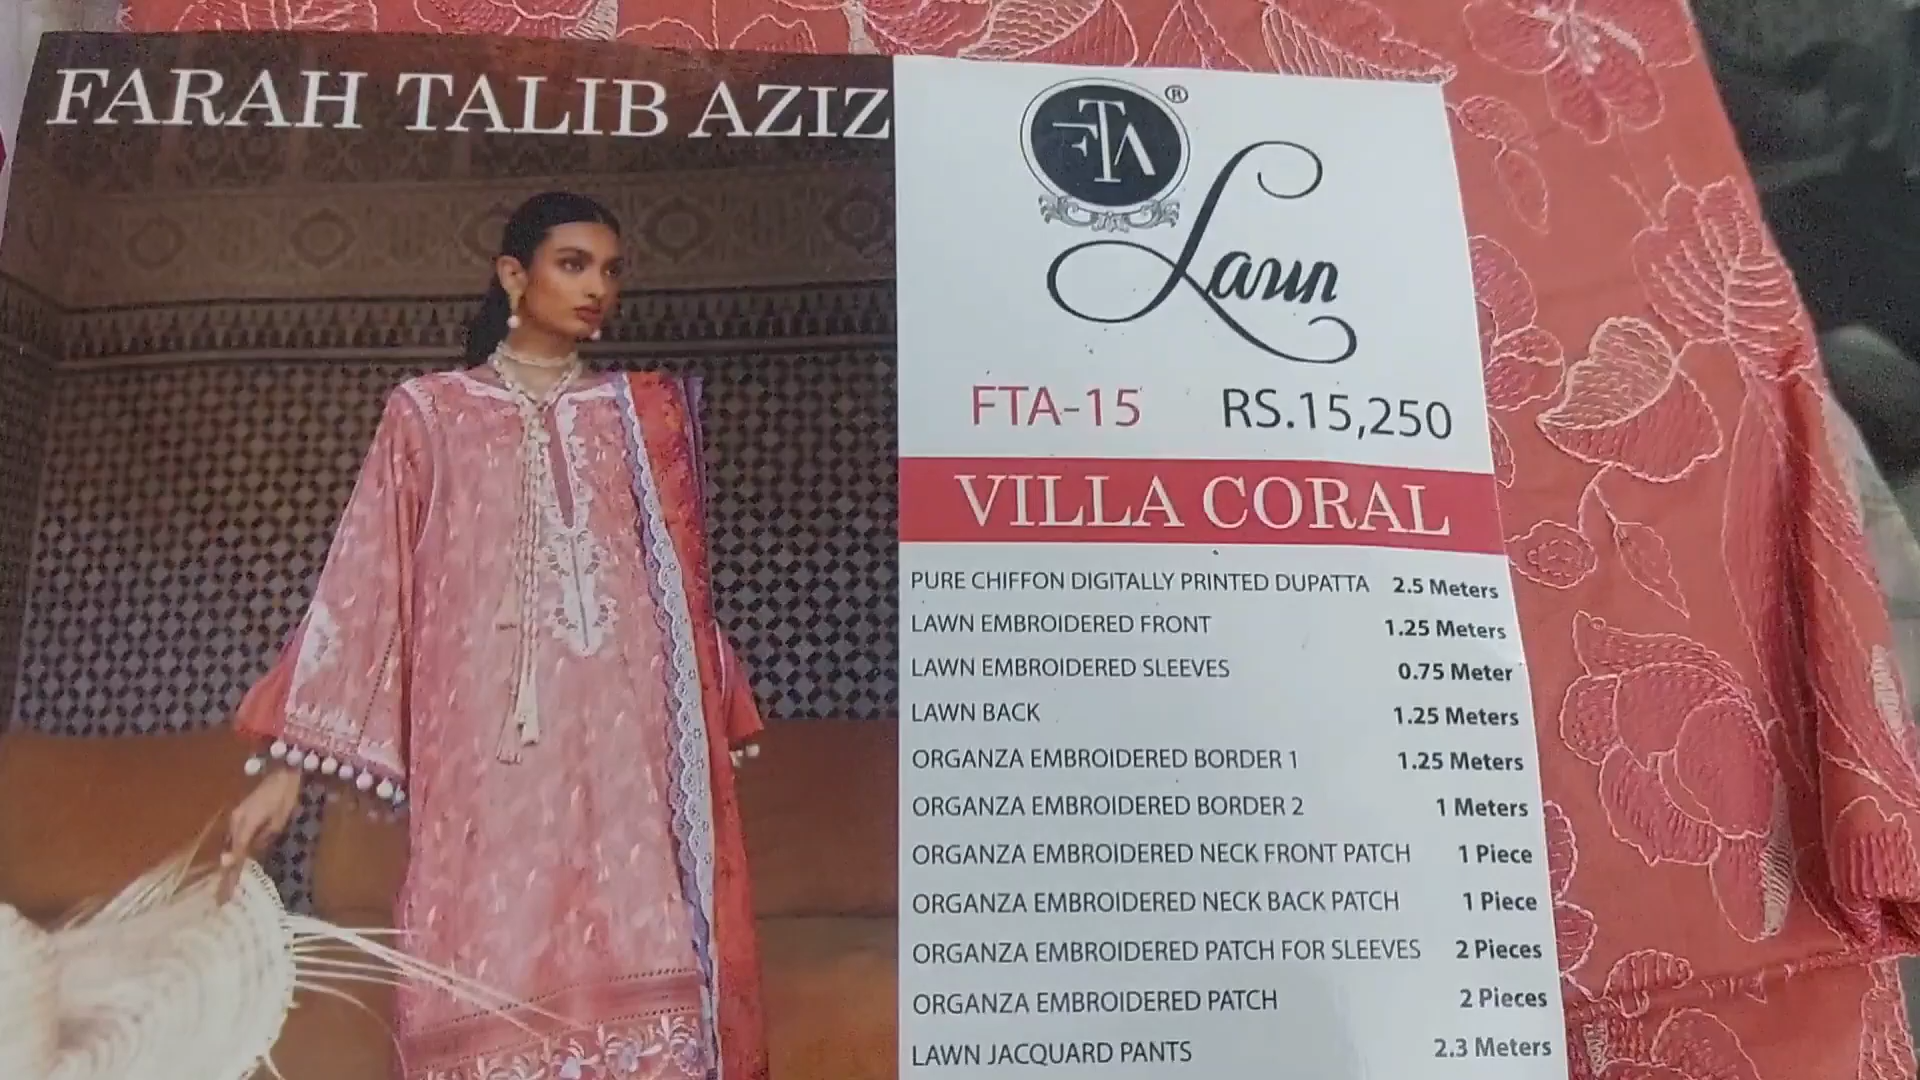 FARAH TALIB AZIZ
FTA ®
Lawn
FTA-15 RS.15,250
VILLA CORAL
PURE CHIFFON DIGITALLY PRINTED DUPATTA 2.5 Meters
LAWN EMBROIDERED FRONT 1.25 Meters
LAWN EMBROIDERED SLEEVES 0.75 Meter
LAWN BACK 1.25 Meters
ORGANZA EMBROIDERED BORDER 1 1.25 Meters
ORGANZA EMBROIDERED BORDER 2 1 Meters
ORGANZA EMBROIDERED NECK FRONT PATCH 1 Piece
ORGANZA EMBROIDERED NECK BACK PATCH 1 Piece
ORGANZA EMBROIDERED PATCH FOR SLEEVES 2 Pieces
ORGANZA EMBROIDERED PATCH 2 Pieces
LAWN JACQUARD PANTS 2.3 Meters